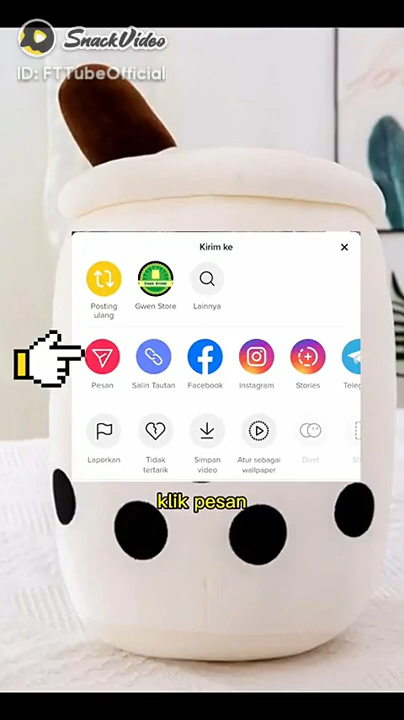 SnackVideo
ID: FTTubeOfficial
Kirim ke
Posting
ulang
Gwen Store
Lainnya
Pesan
Salin Tautan
Facebook
Instagram
Stories
Teleg
Laporkan
Tidak
tertarik
Simpan
video
Atur sebagai
wallpaper
Duet
klik pesan